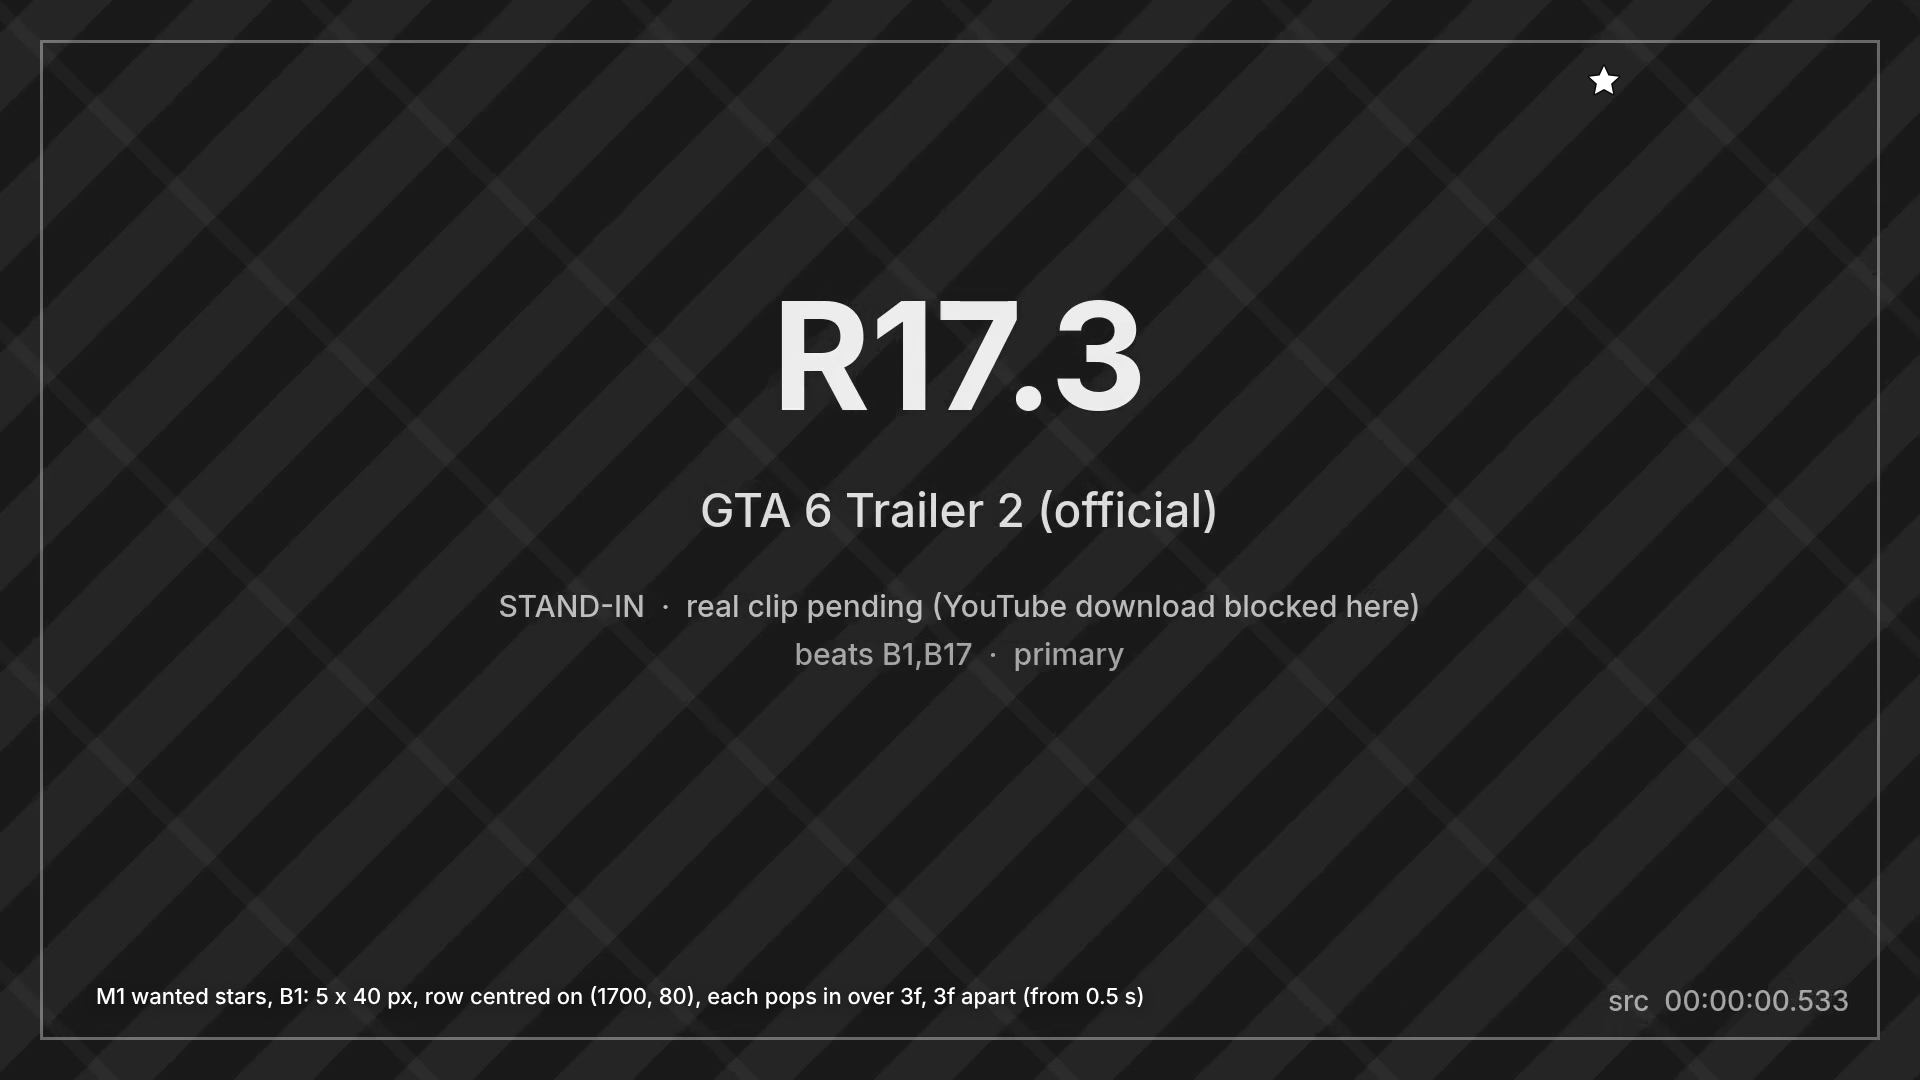 R17.3
GTA 6 Trailer 2 (official)
STAND-IN · real clip pending (YouTube download blocked here)
beats B1,B17 · primary
M1 wanted stars, B1: 5 x 40 px, row centred on (1700, 80), each pops in over 3f, 3f apart (from 0.5 s)
src 00:00:00.533